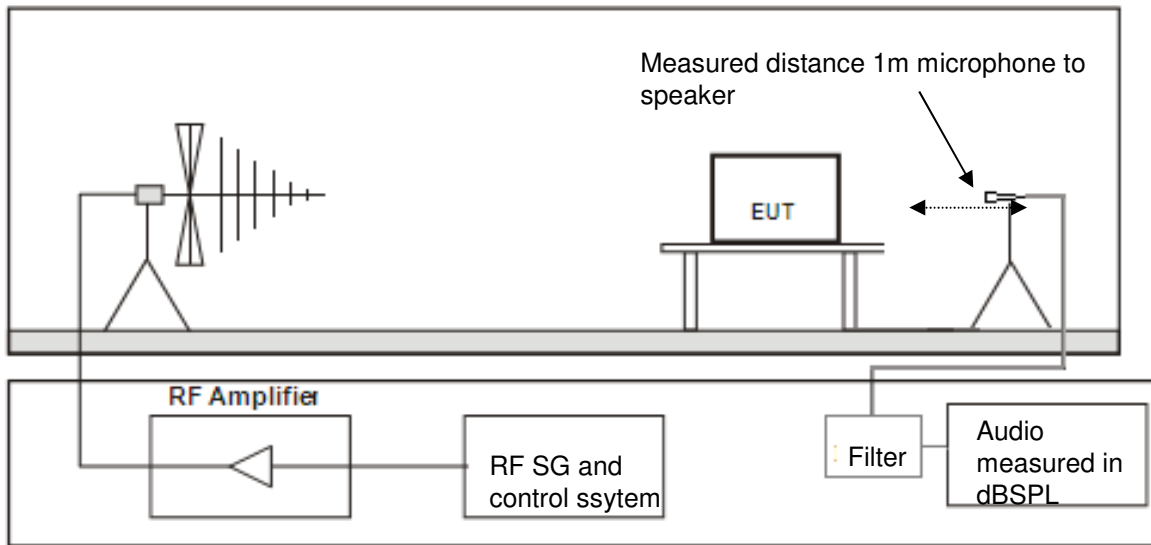 Measured distance 1m microphone to
speaker
EUT
RF Amplifier
RF SG and
control ssytem
Filter
Audio
measured in
dBSPL